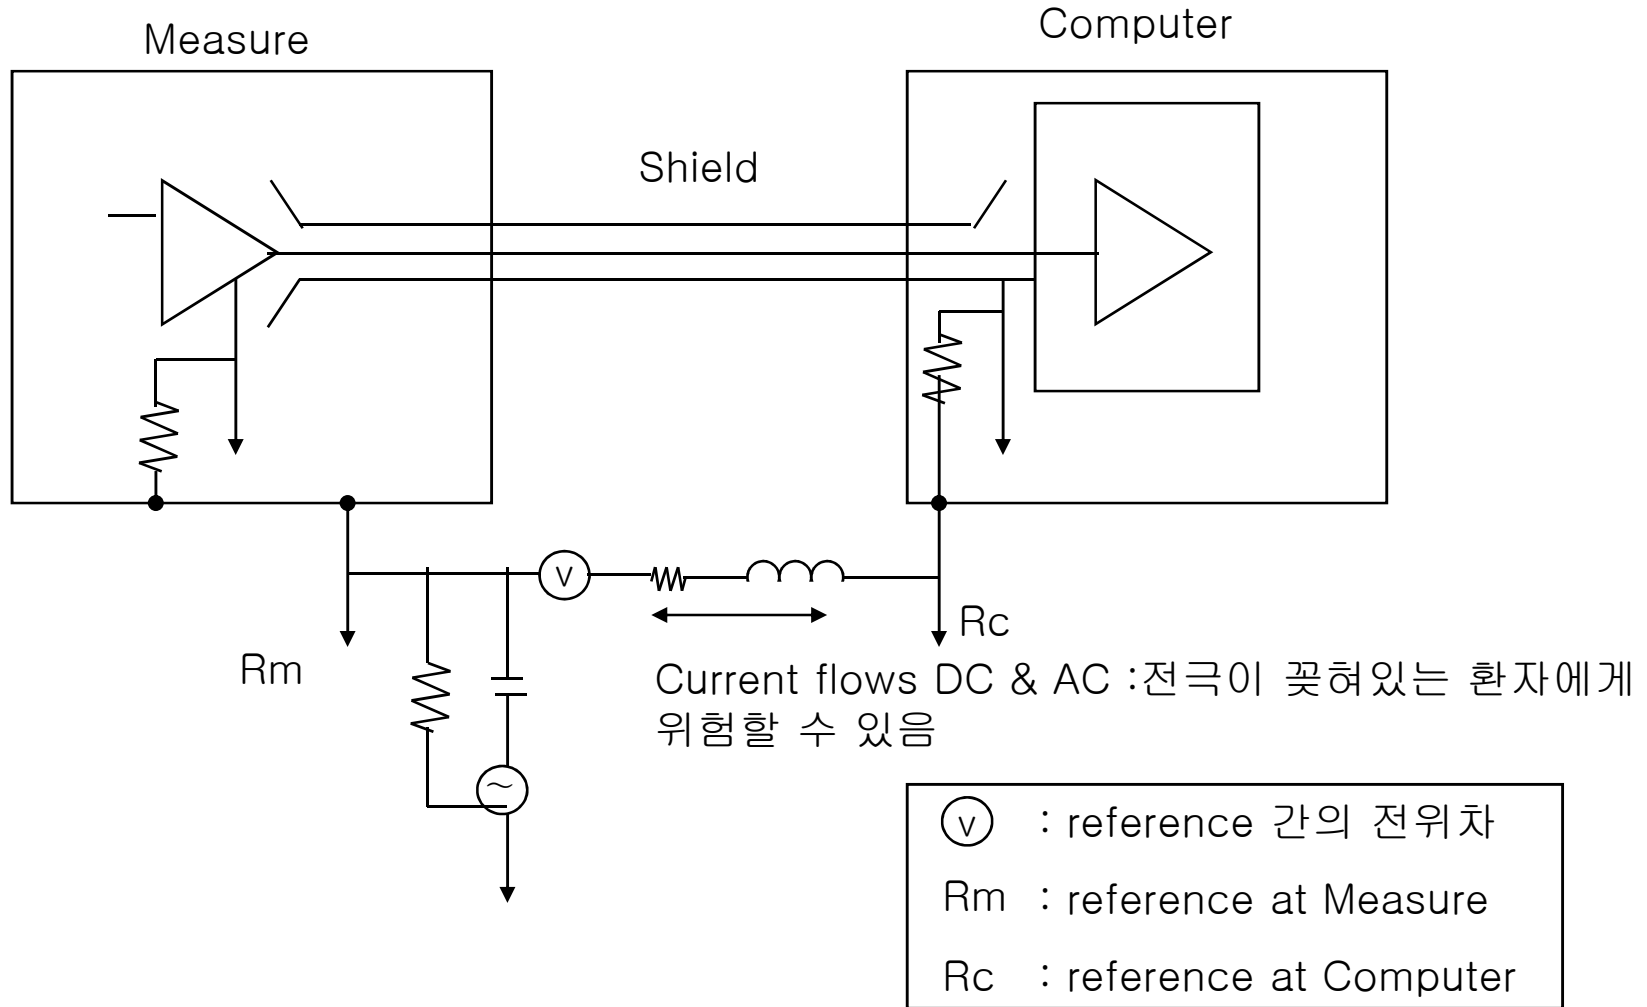 Measure
Computer
Shield
V
Rc
Rm
Current flows DC & AC :전극이 꽂혀있는 환자에게
위험할 수 있음
~
V : reference 간의 전위차
Rm : reference at Measure
Rc : reference at Computer